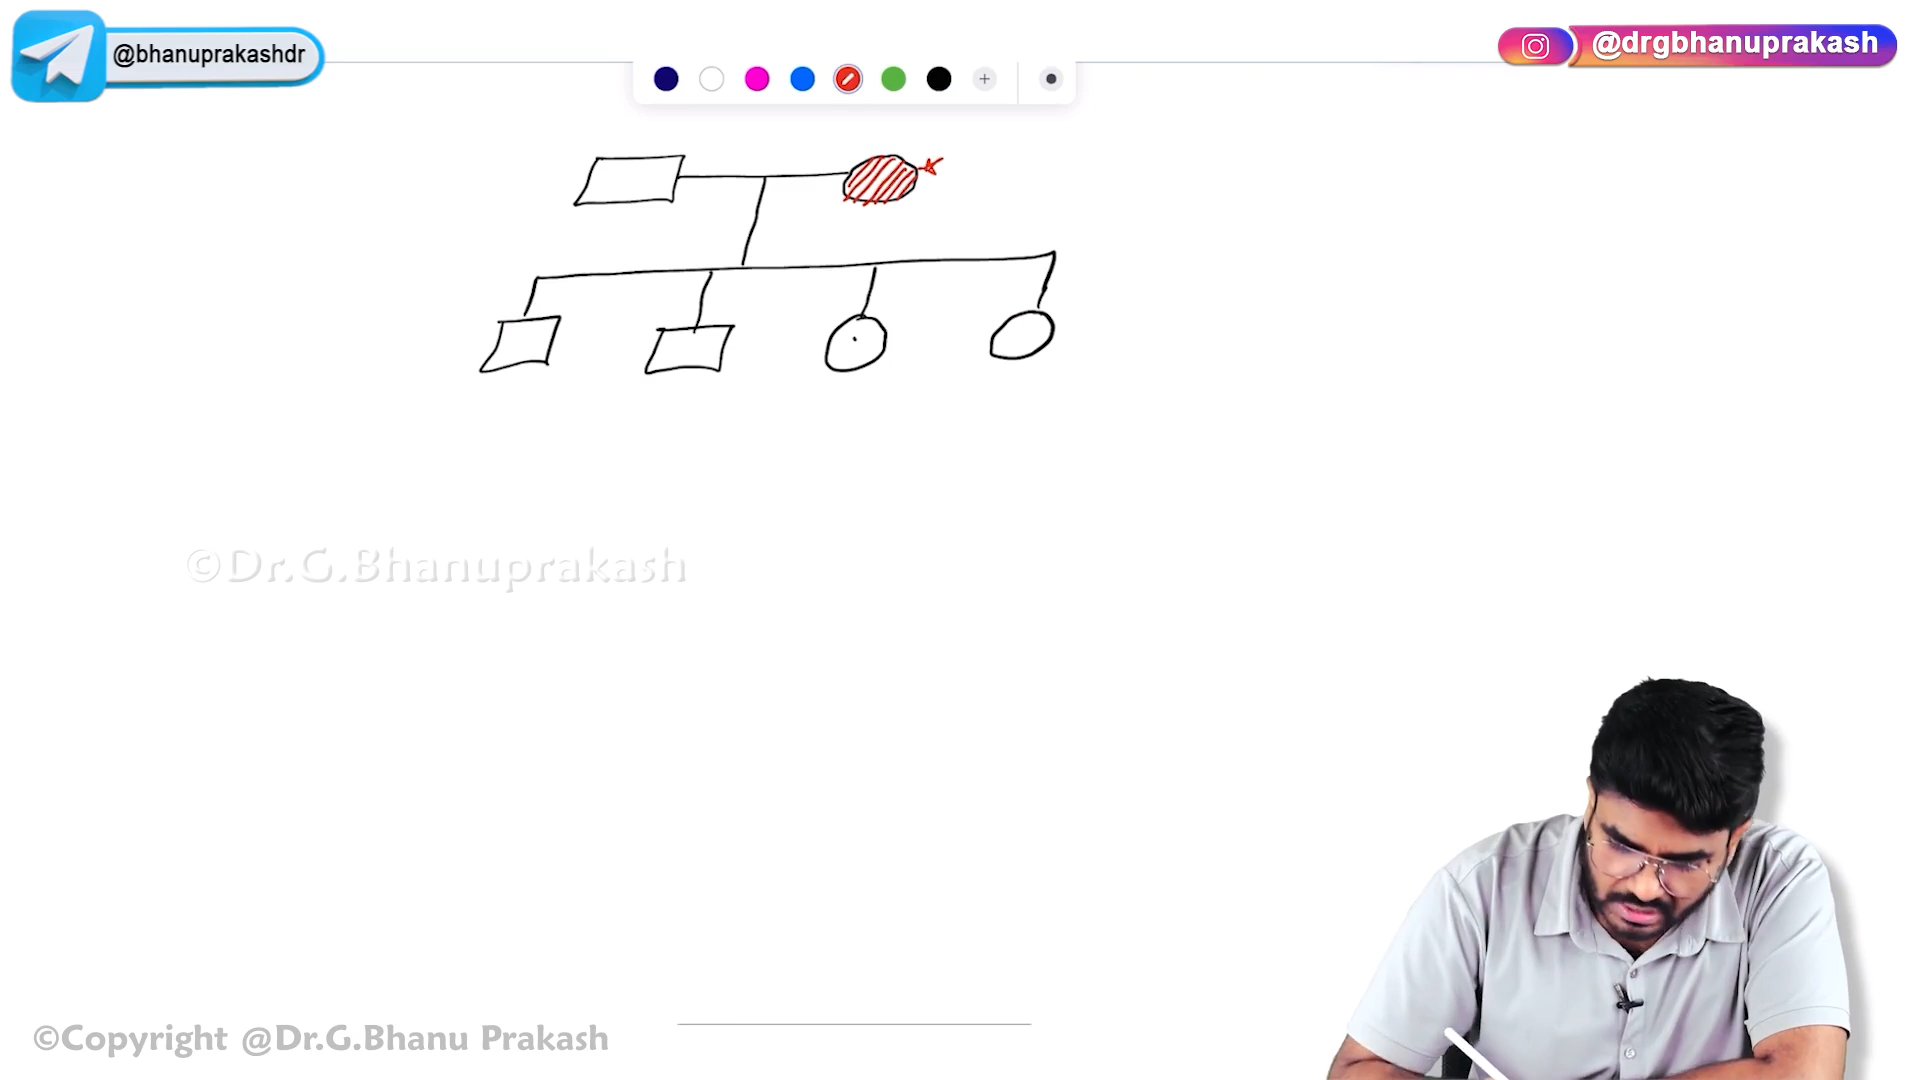 @bhanuprakashdr
@drgbhanuprakash
©Dr.G.Bhanuprakash
©Copyright @Dr.G.Bhanu Prakash